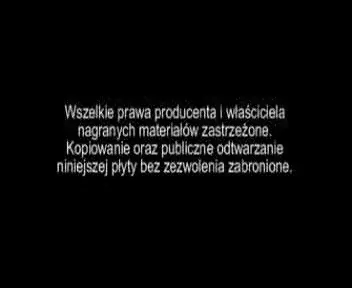 Wszelkie prawa producenta i właściciela
nagranych materiałów zastrzeżone.
Kopiowanie oraz publiczne odtwarzanie
niniejszej płyty bez zezwolenia zabronione.